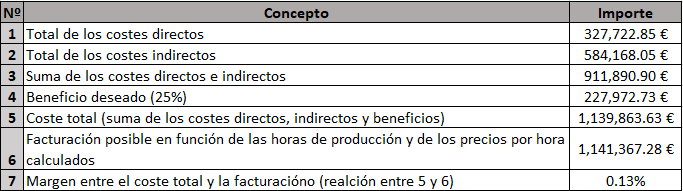 Nº Concepto Importe
1 Total de los costes directos 327,722.85 €
2 Total de los costes indirectos 584,168.05 €
3 Suma de los costes directos e indirectos 911,890.90 €
4 Beneficio deseado (25%) 227,972.73 €
5 Coste total (suma de los costes directos, indirectos y beneficios) 1,139,863.63 €
Facturación posible en función de las horas de producción y de los precios por hora
6 calculados 1,141,367.28 €
7 Margen entre el coste total y la facturacióno (realción entre 5 y 6) 0.13%